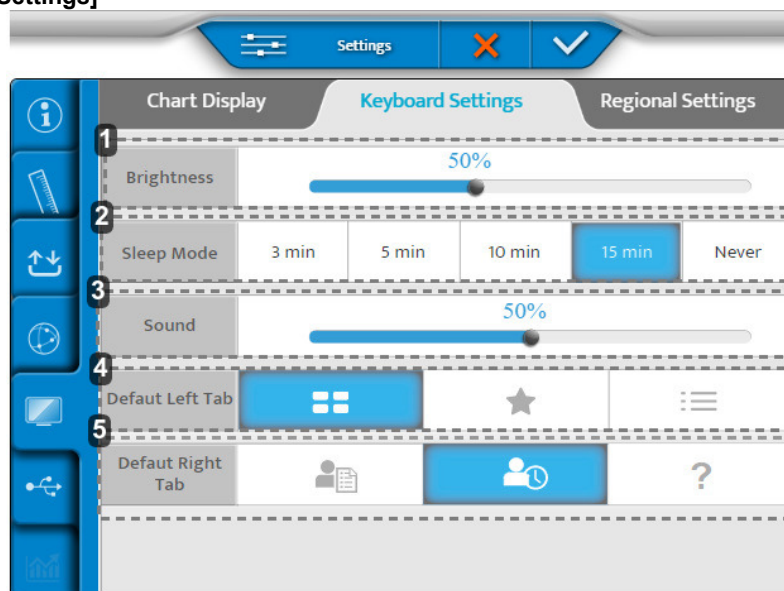 Settings]
Settings
Chart Display
Keyboard Settings
Regional Settings
1
Brightness
50%
2
Sleep Mode
3 min
5 min
10 min
15 min
Never
3
Sound
50%
4
Defaut Left Tab
5
Defaut Right
Tab
?